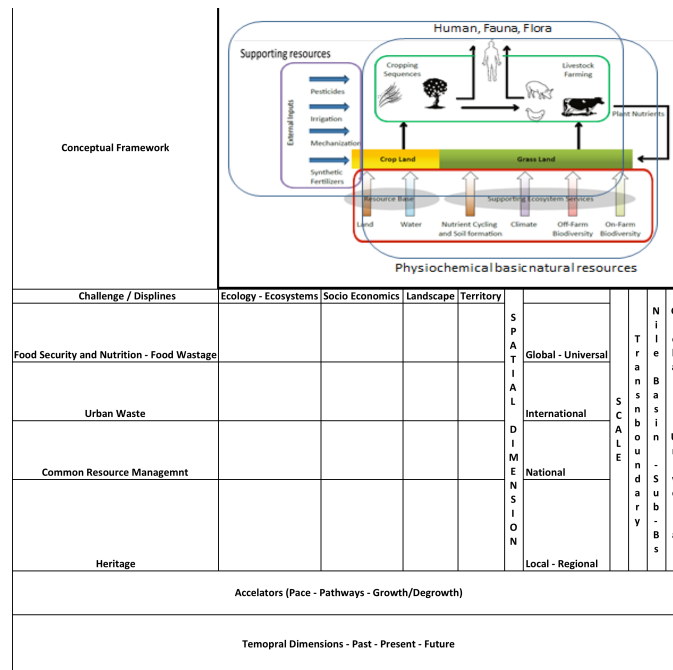 Human, Fauna, Flora
Supporting resources
Cropping
Sequences
Livestock
Farming
External Inputs
Pesticides
Irrigation
Mechanization
Synthetic
Fertilizers
Plant Nutrients
Conceptual Framework
Crop Land
Grass Land
Resource Base
Supporting Ecosystem Services
Land
Water
Nutrient Cycling
and Soil formation
Climate
Off-Farm
Biodiversity
On-Farm
Biodiversity
Physiochemical basic natural resources
Challenge / Displines
Ecology - Ecosystems
Socio Economics
Landscape
Territory
SPATIAL DIMENSION
SCALE
Transnboundary
Nile Basin - Sub-Bs
Food Security and Nutrition - Food Wastage
Global - Universal
Urban Waste
International
Common Resource Managemnt
National
Heritage
Local - Regional
Accelators (Pace - Pathways - Growth/Degrowth)
Temopral Dimensions - Past - Present - Future